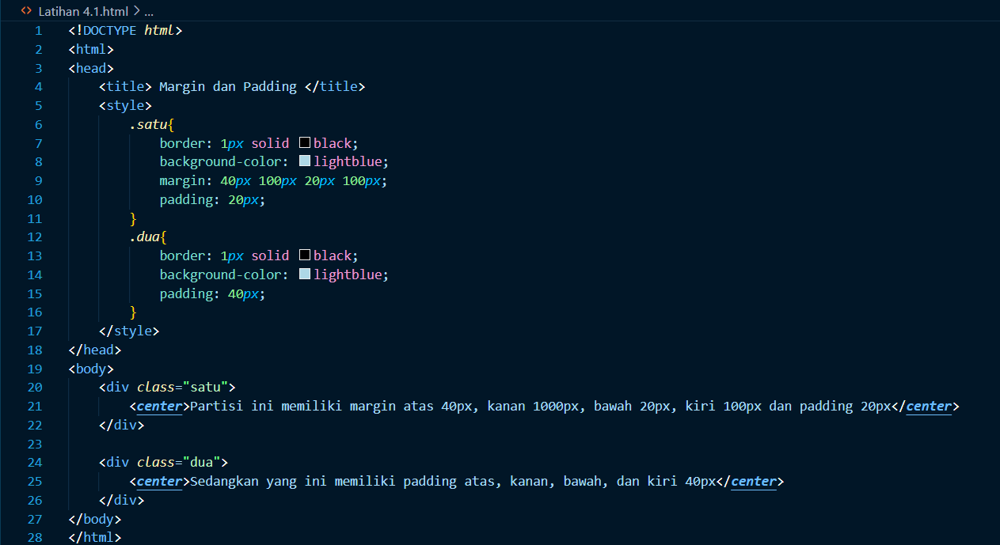 Latihan 4.1.html > ...
1 <!DOCTYPE html>
2 <html>
3 <head>
4     <title> Margin dan Padding </title>
5     <style>
6         .satu{
7             border: 1px solid black;
8             background-color: lightblue;
9             margin: 40px 100px 20px 100px;
10             padding: 20px;
11         }
12         .dua{
13             border: 1px solid black;
14             background-color: lightblue;
15             padding: 40px;
16         }
17     </style>
18 </head>
19 <body>
20     <div class="satu">
21         <center>Partisi ini memiliki margin atas 40px, kanan 1000px, bawah 20px, kiri 100px dan padding 20px</center>
22     </div>
23
24     <div class="dua">
25         <center>Sedangkan yang ini memiliki padding atas, kanan, bawah, dan kiri 40px</center>
26     </div>
27 </body>
28 </html>